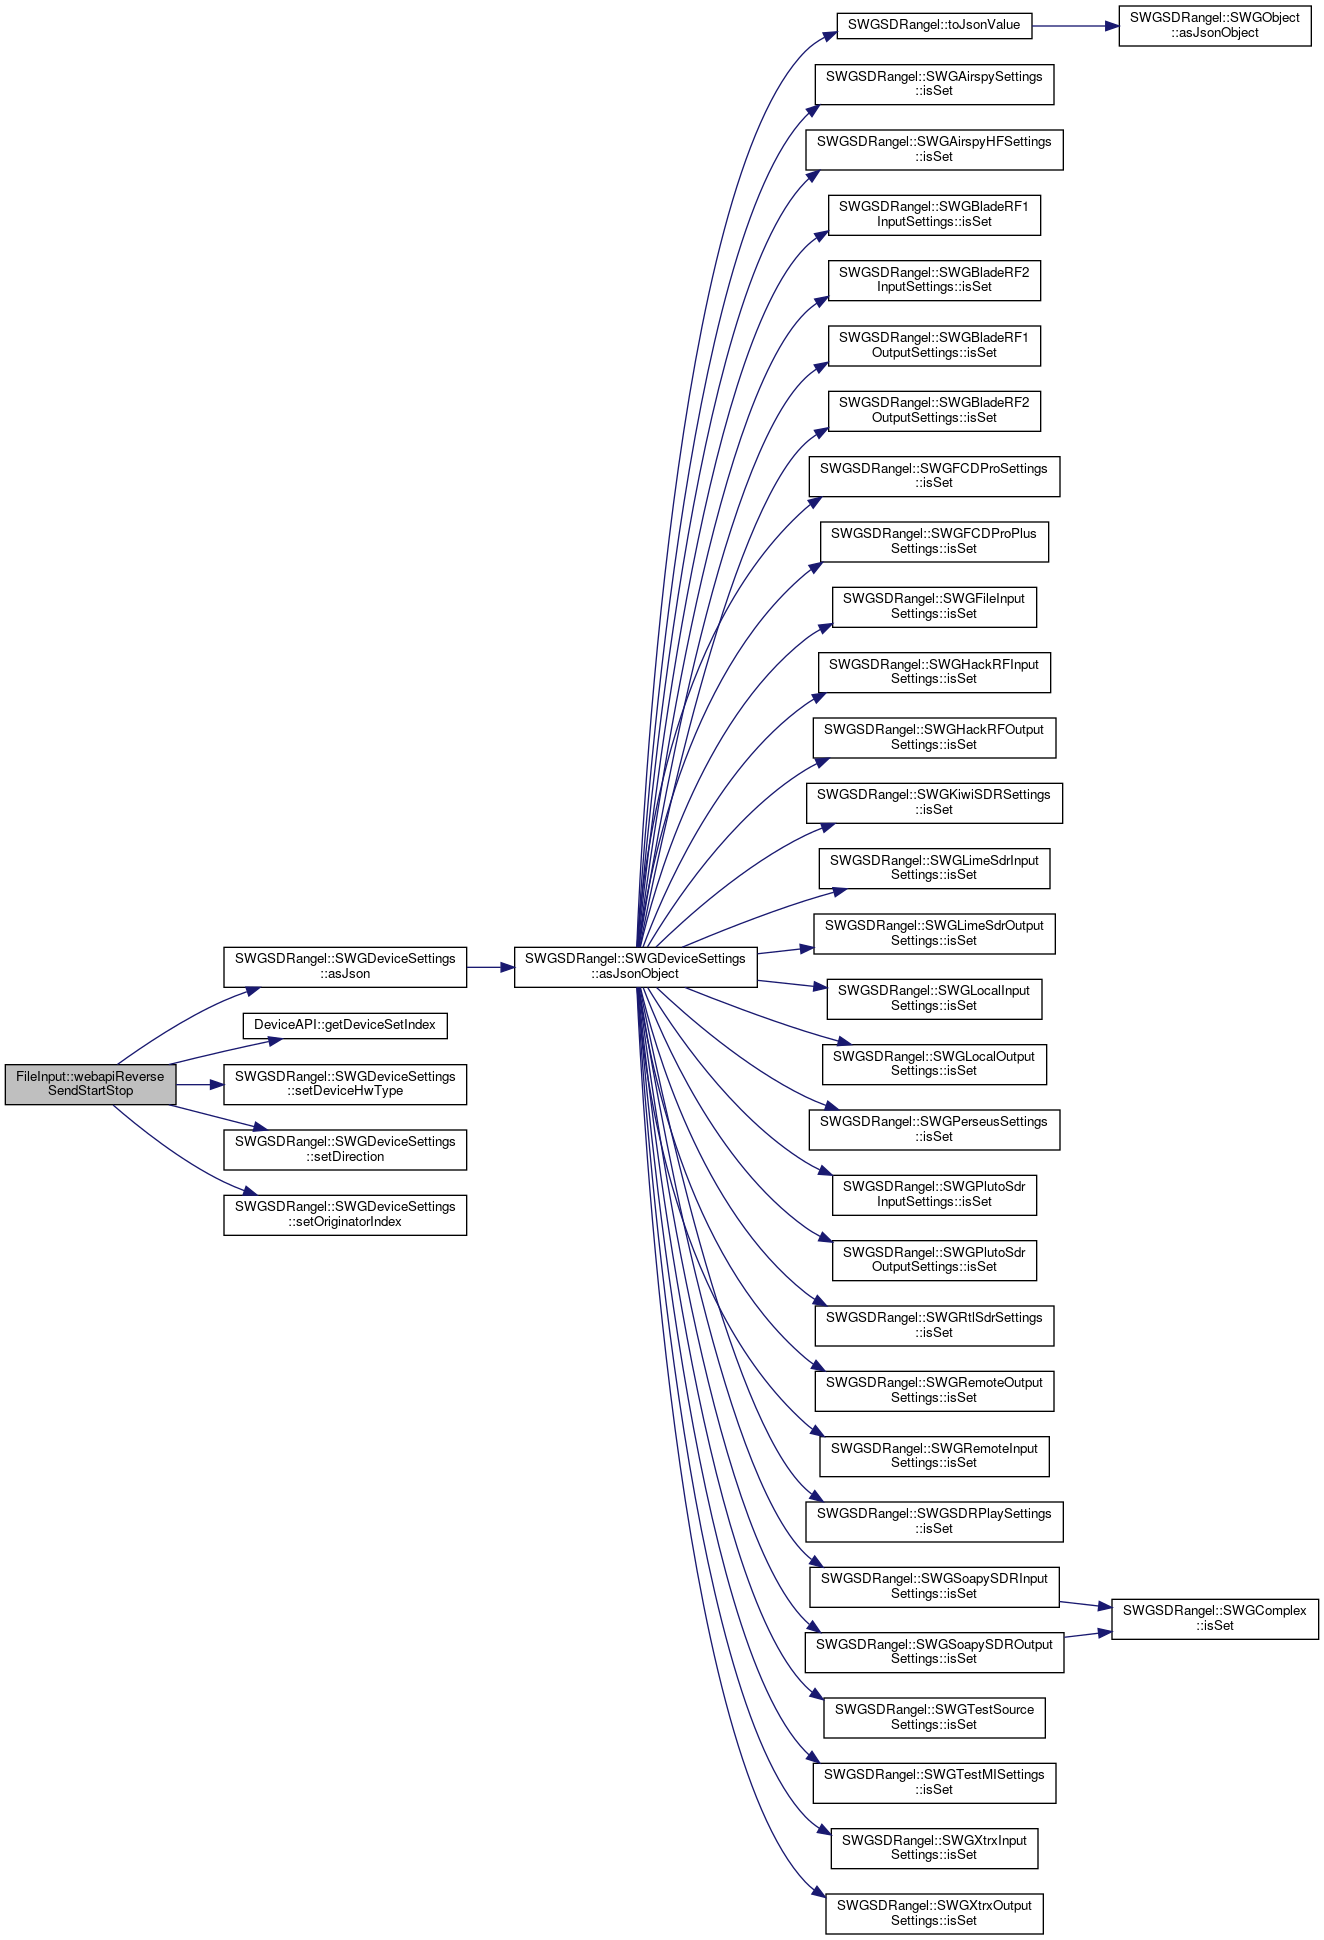 FileInput::webapiReverse
SendStartStop
SWGSDRangel::SWGDeviceSettings
::asJson
DeviceAPI::getDeviceSetIndex
SWGSDRangel::SWGDeviceSettings
::setDeviceHwType
SWGSDRangel::SWGDeviceSettings
::setDirection
SWGSDRangel::SWGDeviceSettings
::setOriginatorIndex
SWGSDRangel::SWGDeviceSettings
::asJsonObject
SWGSDRangel::toJsonValue
SWGSDRangel::SWGObject
::asJsonObject
SWGSDRangel::SWGAirspySettings
::isSet
SWGSDRangel::SWGAirspyHFSettings
::isSet
SWGSDRangel::SWGBladeRF1
InputSettings::isSet
SWGSDRangel::SWGBladeRF2
InputSettings::isSet
SWGSDRangel::SWGBladeRF1
OutputSettings::isSet
SWGSDRangel::SWGBladeRF2
OutputSettings::isSet
SWGSDRangel::SWGFCDProSettings
::isSet
SWGSDRangel::SWGFCDProPlus
Settings::isSet
SWGSDRangel::SWGFileInput
Settings::isSet
SWGSDRangel::SWGHackRFInput
Settings::isSet
SWGSDRangel::SWGHackRFOutput
Settings::isSet
SWGSDRangel::SWGKiwiSDRSettings
::isSet
SWGSDRangel::SWGLimeSdrInput
Settings::isSet
SWGSDRangel::SWGLimeSdrOutput
Settings::isSet
SWGSDRangel::SWGLocalInput
Settings::isSet
SWGSDRangel::SWGLocalOutput
Settings::isSet
SWGSDRangel::SWGPerseusSettings
::isSet
SWGSDRangel::SWGPlutoSdr
InputSettings::isSet
SWGSDRangel::SWGPlutoSdr
OutputSettings::isSet
SWGSDRangel::SWGRtlSdrSettings
::isSet
SWGSDRangel::SWGRemoteOutput
Settings::isSet
SWGSDRangel::SWGRemoteInput
Settings::isSet
SWGSDRangel::SWGSDRPlaySettings
::isSet
SWGSDRangel::SWGSoapySDRInput
Settings::isSet
SWGSDRangel::SWGComplex
::isSet
SWGSDRangel::SWGSoapySDROutput
Settings::isSet
SWGSDRangel::SWGTestSource
Settings::isSet
SWGSDRangel::SWGTestMISettings
::isSet
SWGSDRangel::SWGXtrxInput
Settings::isSet
SWGSDRangel::SWGXtrxOutput
Settings::isSet